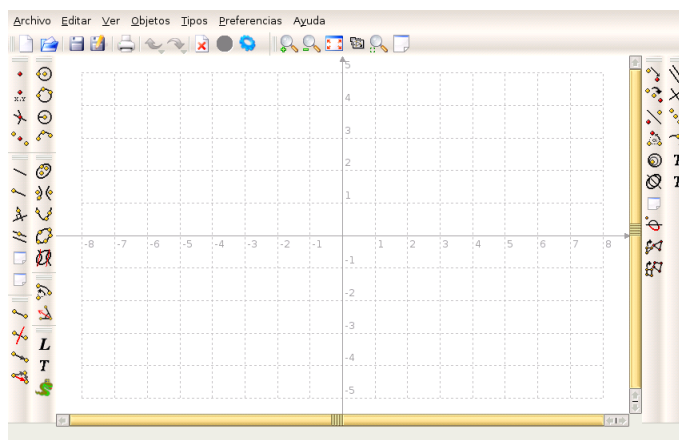 Archivo Editar Ver Objetos Tipos Preferencias Ayuda
5
4
3
2
1
-8 -7 -6 -5 -4 -3 -2 -1 1 2 3 4 5 6 7 8
-1
-2
-3
-4
-5
X,Y
L
T
T
T